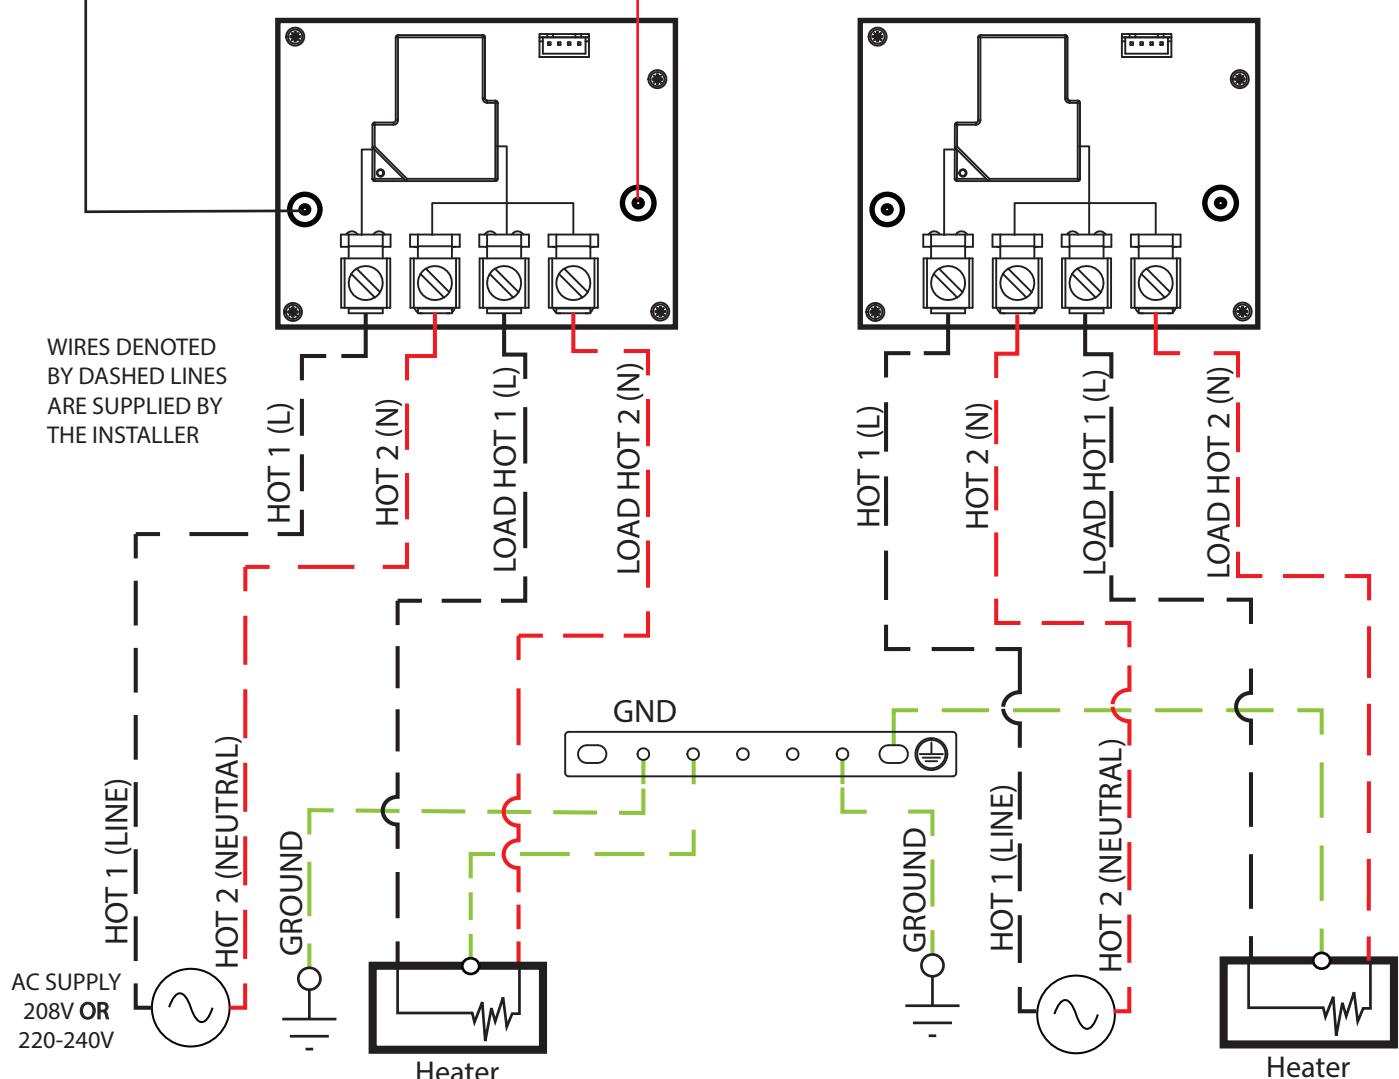 WIRES DENOTED
BY DASHED LINES
ARE SUPPLIED BY
THE INSTALLER
HOT 1 (L)
HOT 2 (N)
LOAD HOT 1 (L)
LOAD HOT 2 (N)
HOT 1 (L)
HOT 2 (N)
LOAD HOT 1 (L)
LOAD HOT 2 (N)
GND
HOT 1 (LINE)
HOT 2 (NEUTRAL)
GROUND
GROUND
HOT 1 (LINE)
HOT 2 (NEUTRAL)
AC SUPPLY
208V OR
220-240V
Heater
Heater